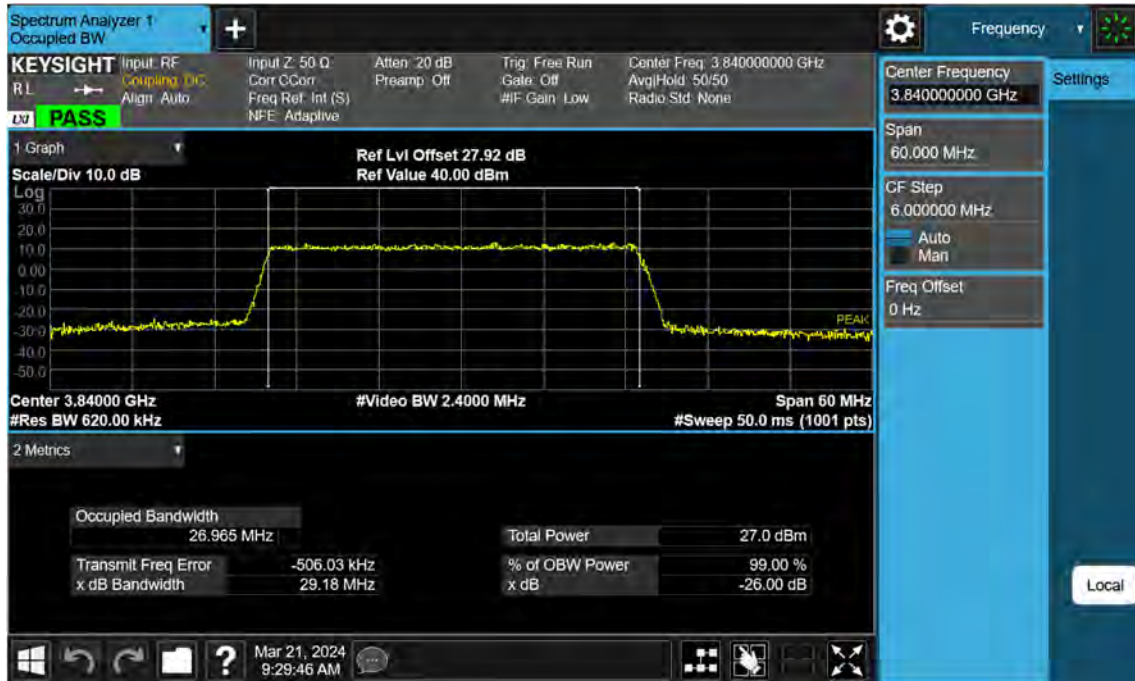 Spectrum Analyzer 1
Occupied BW
+
Frequency
KEYSIGHT
RL
LXI
PASS
Input: RF
Coupling: DC
Align: Auto
Input Z: 50 Ω
Corr CCorr
Freq Ref: Int (S)
NFE: Adaptive
Atten: 20 dB
Preamp: Off
Trig: Free Run
Gate: Off
#IF Gain: Low
Center Freq: 3.840000000 GHz
Avg|Hold: 50/50
Radio Std: None
Center Frequency
3.840000000 GHz
Settings
Span
60.000 MHz
CF Step
6.000000 MHz
Auto
Man
Freq Offset
0 Hz
1 Graph
Scale/Div 10.0 dB
Ref Lvl Offset 27.92 dB
Ref Value 40.00 dBm
Log
30.0
20.0
10.0
0.00
-10.0
-20.0
-30.0
-40.0
-50.0
PEAK
Center 3.84000 GHz
#Video BW 2.4000 MHz
Span 60 MHz
#Res BW 620.00 kHz
#Sweep 50.0 ms (1001 pts)
2 Metrics
Occupied Bandwidth
26.965 MHz
Total Power 27.0 dBm
Transmit Freq Error -506.03 kHz
% of OBW Power 99.00 %
x dB Bandwidth 29.18 MHz
x dB -26.00 dB
Local
?
Mar 21, 2024
9:29:46 AM